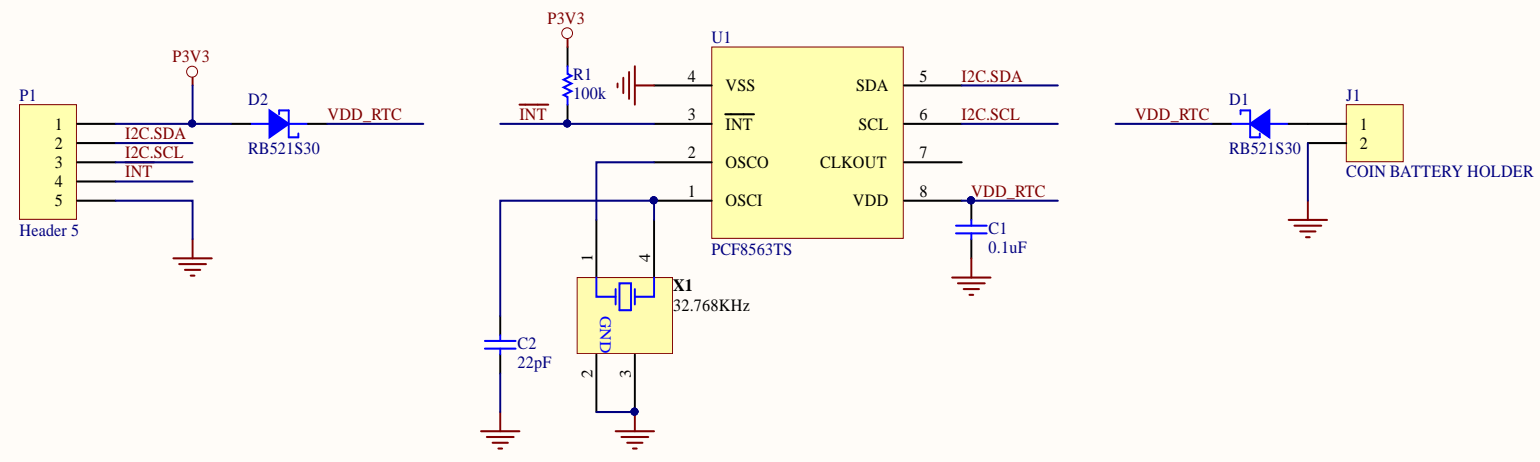 P1
1
2
3
4
5
Header 5
P3V3
I2C.SDA
I2C.SCL
INT
D2
RB521S30
VDD_RTC
P3V3
R1
100k
INT
U1
4
3
2
1
VSS
INT
OSCO
OSCI
SDA
SCL
CLKOUT
VDD
5
6
7
8
PCF8563TS
I2C.SDA
I2C.SCL
VDD_RTC
C1
0.1uF
1
4
X1
32.768KHz
GND
2
3
C2
22pF
VDD_RTC
D1
RB521S30
J1
1
2
COIN BATTERY HOLDER